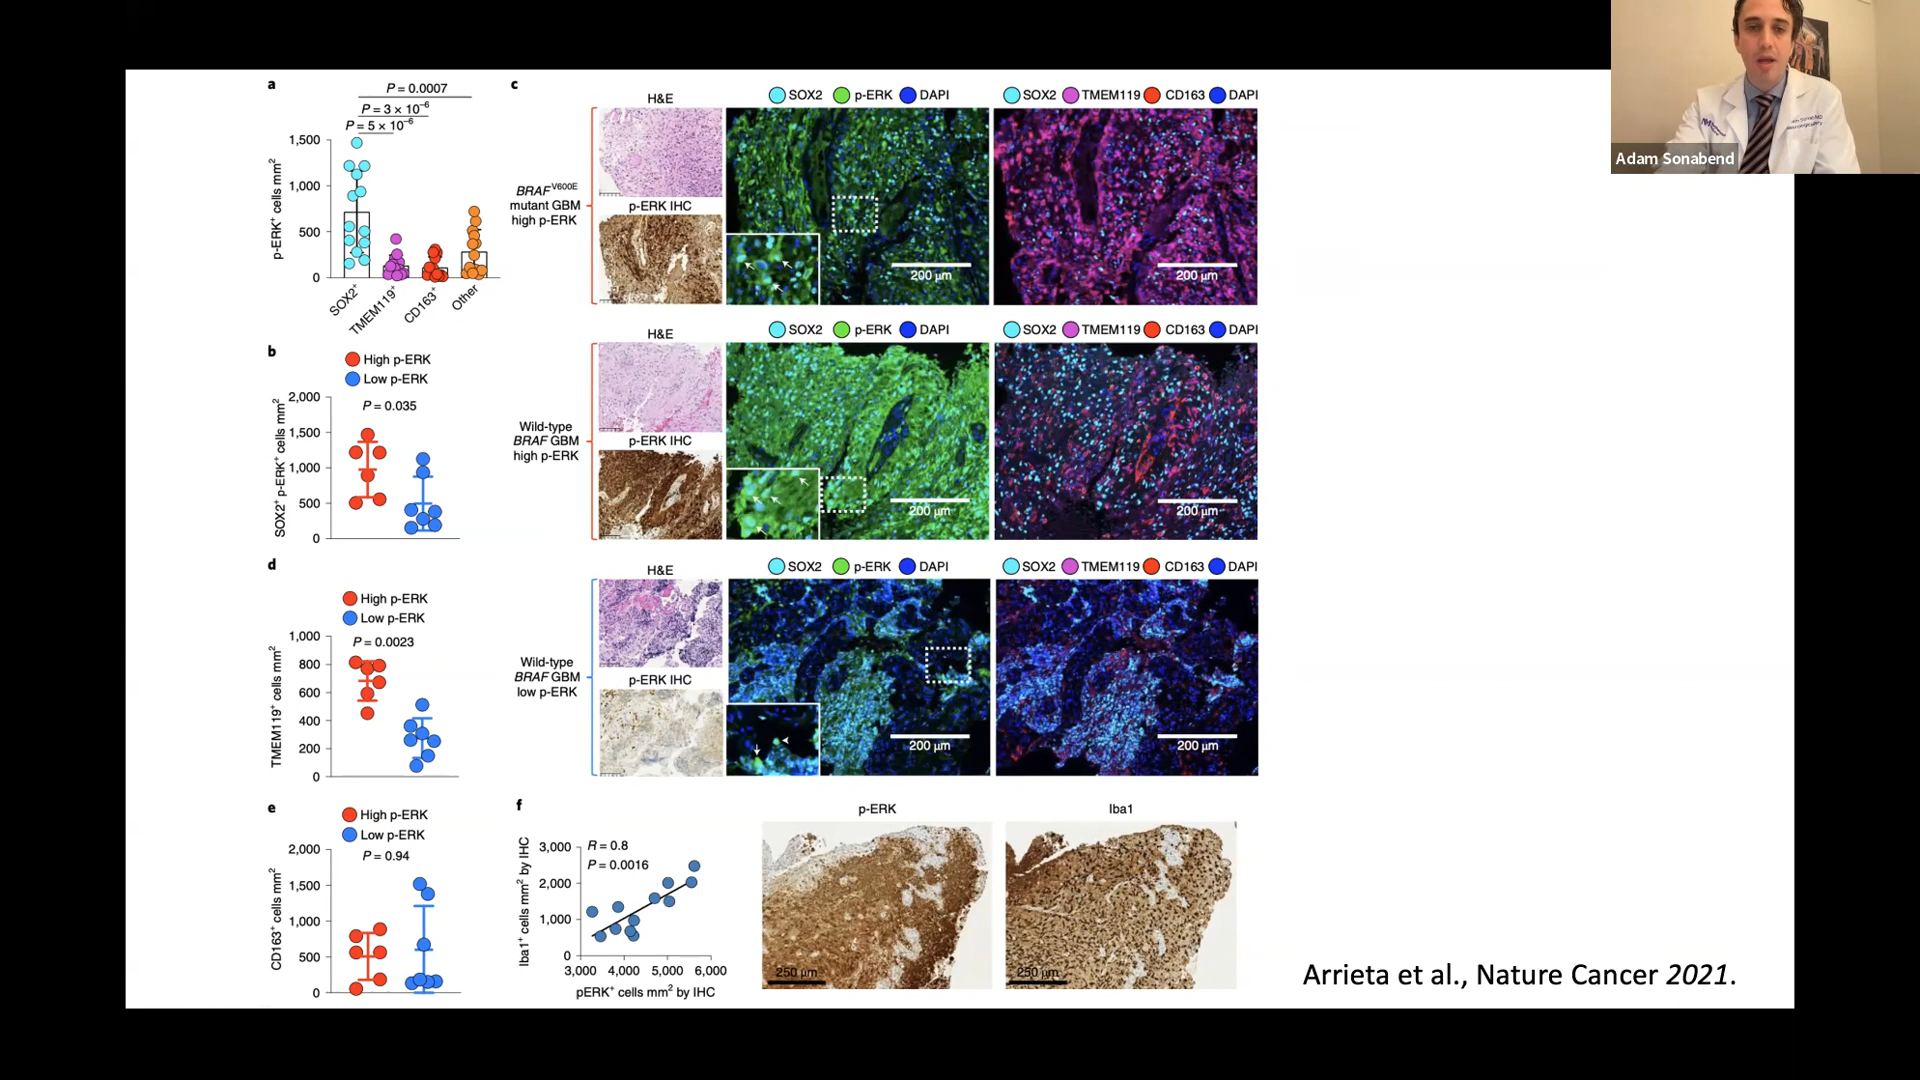 a
P = 0.0007
P = 3 × 10⁻⁶
P = 5 × 10⁻⁶
p-ERK⁺ cells mm²
1,500
1,000
500
0
SOX2⁺
TMEM119⁺
CD163⁺
Other
b
High p-ERK
Low p-ERK
P = 0.035
SOX2⁺ p-ERK⁺ cells mm²
2,000
1,500
1,000
500
0
d
High p-ERK
Low p-ERK
P = 0.0023
TMEM119⁺ cells mm²
1,000
800
600
400
200
0
e
High p-ERK
Low p-ERK
P = 0.94
CD163⁺ cells mm²
2,000
1,500
1,000
500
0
c
H&E
SOX2 p-ERK DAPI
SOX2 TMEM119 CD163 DAPI
BRAFV600E
mutant GBM
high p-ERK
p-ERK IHC
200 μm
200 μm
H&E
SOX2 p-ERK DAPI
SOX2 TMEM119 CD163 DAPI
Wild-type
BRAF GBM
high p-ERK
p-ERK IHC
200 μm
200 μm
H&E
SOX2 p-ERK DAPI
SOX2 TMEM119 CD163 DAPI
Wild-type
BRAF GBM
low p-ERK
p-ERK IHC
200 μm
200 μm
f
R = 0.8
P = 0.0016
Iba1⁺ cells mm² by IHC
3,000
2,000
1,000
0
3,000 4,000 5,000 6,000
pERK⁺ cells mm² by IHC
p-ERK
250 μm
Iba1
250 μm
Arrieta et al., Nature Cancer 2021.
Adam Sonabend